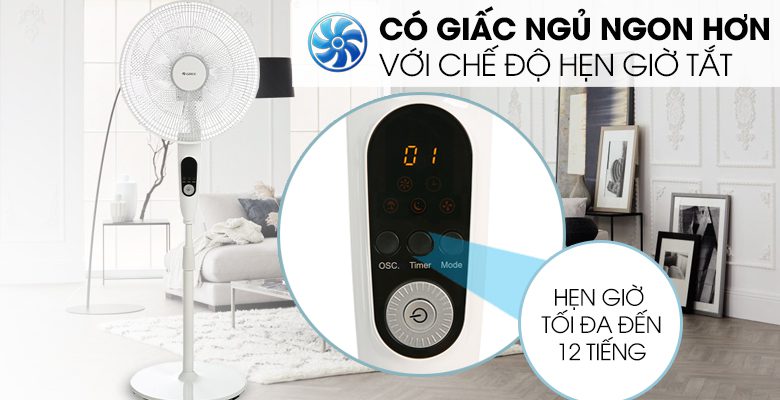 CÓ GIẤC NGỦ NGON HƠN
VỚI CHẾ ĐỘ HẸN GIỜ TẮT
GREE
01
OSC. Timer Mode
HẸN GIỜ
TỐI ĐA ĐẾN
12 TIẾNG